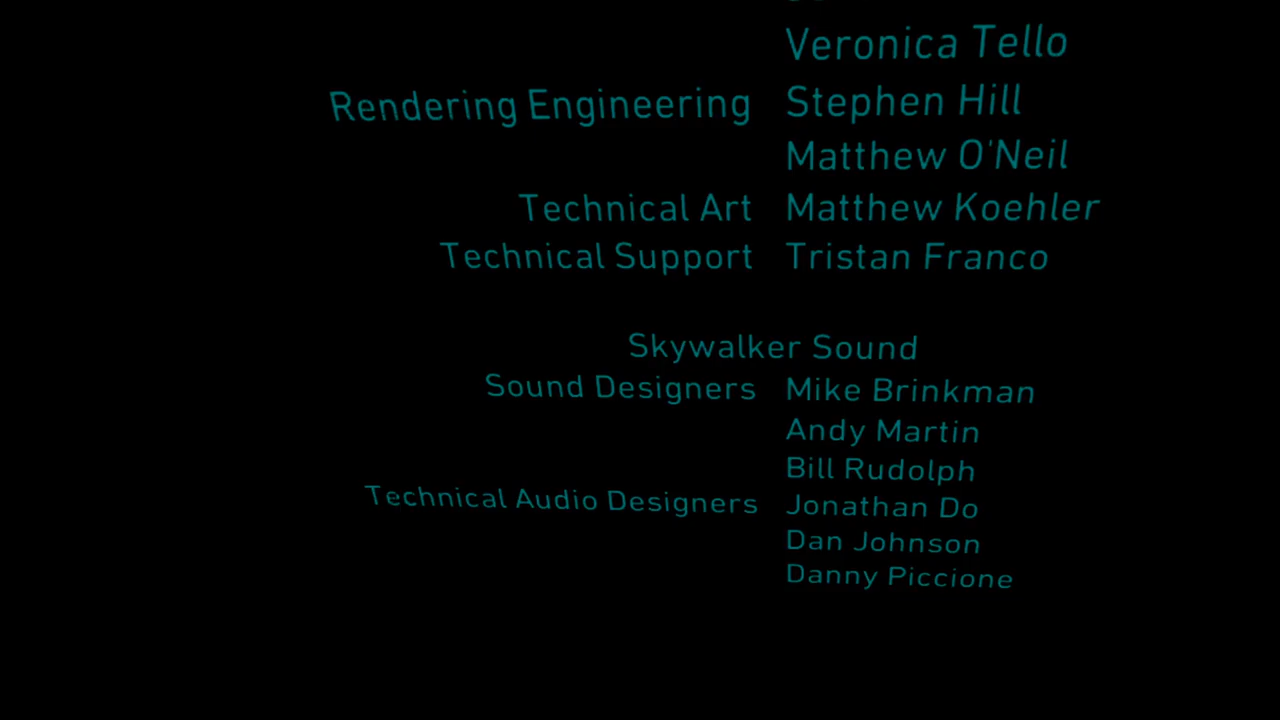 Veronica Tello
Rendering Engineering Stephen Hill
Matthew O'Neil
Technical Art Matthew Koehler
Technical Support Tristan Franco
Skywalker Sound
Sound Designers Mike Brinkman
Andy Martin
Bill Rudolph
Technical Audio Designers Jonathan Do
Dan Johnson
Danny Piccione